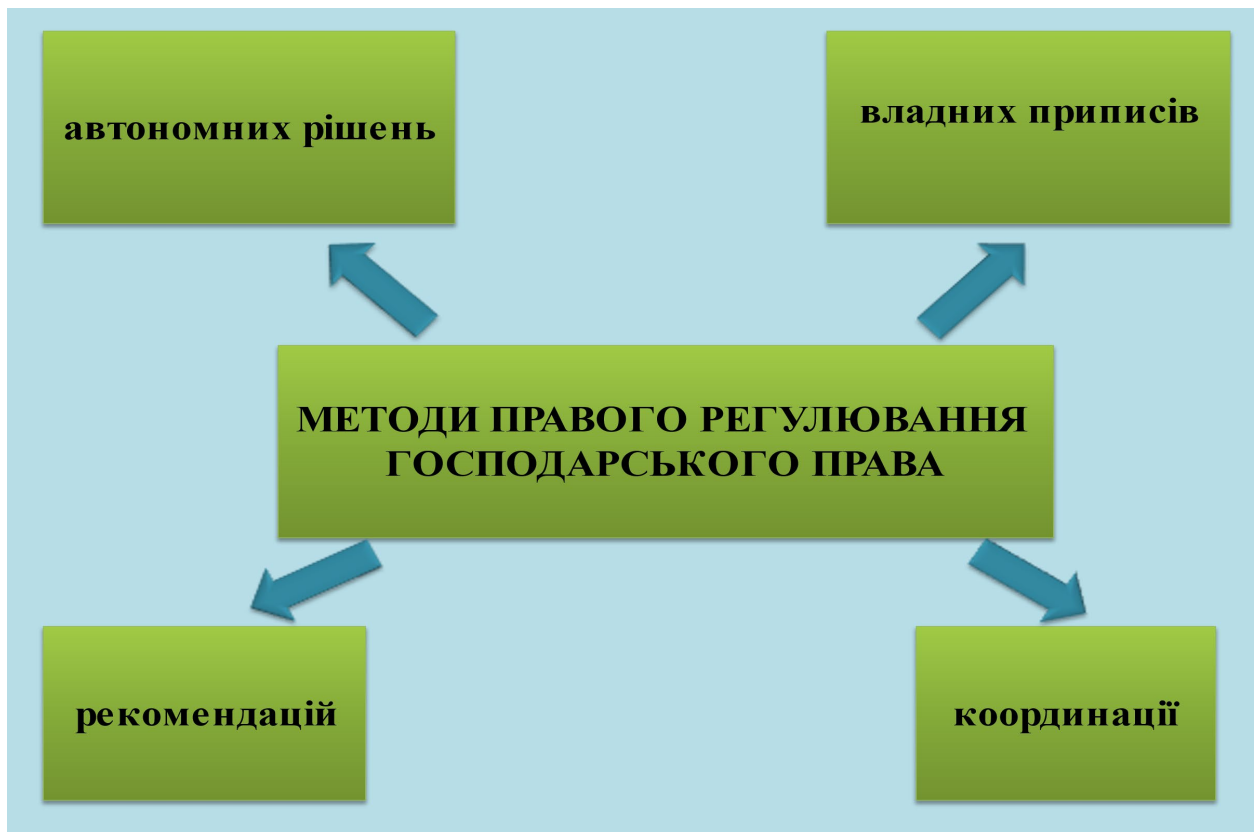 автономних рішень
владних приписів
МЕТОДИ ПРАВОГО РЕГУЛЮВАННЯ
ГОСПОДАРСЬКОГО ПРАВА
рекомендацій
координації